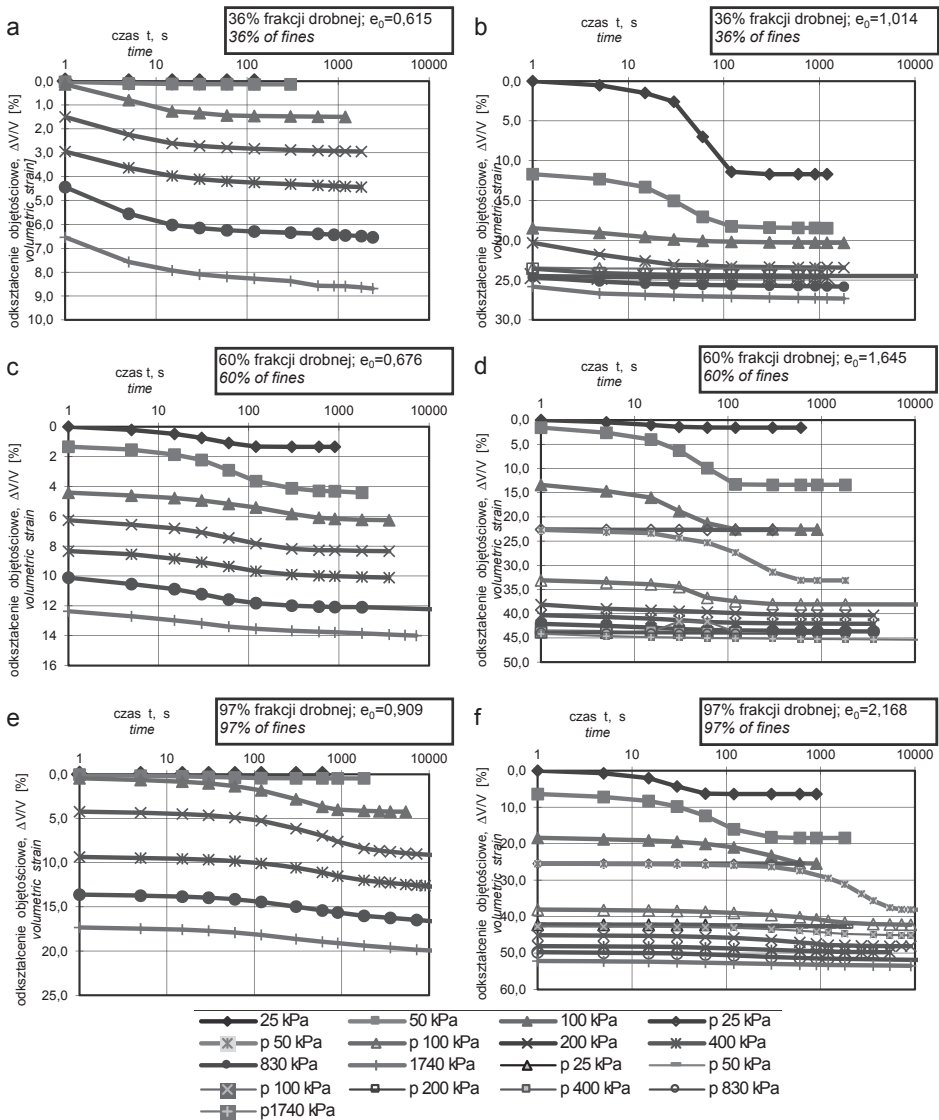 a
czas t, s
time
36% frakcji drobnej; e0=0,615
36% of fines
1 10 100 1000 10000
0,0
1,0
2,0
3,0
4,0
5,0
6,0
7,0
8,0
9,0
10,0
odkształcenie objętościowe, ΔV/V [%]
volumetric strain]
b
czas t, s
time
36% frakcji drobnej; e0=1,014
36% of fines
1 10 100 1000 10000
0,0
5,0
10,0
15,0
20,0
25,0
30,0
odkształcenie objętościowe, ΔV/V [%]
volumetric strain
c
czas t, s
time
60% frakcji drobnej; e0=0,676
60% of fines
1 10 100 1000 10000
0
2
4
6
8
10
12
14
16
odkształcenie objętościowe, ΔV/V [%]
volumetric strain
d
czas t, s
time
60% frakcji drobnej; e0=1,645
60% of fines
1 10 100 1000 10000
0,0
5,0
10,0
15,0
20,0
25,0
30,0
35,0
40,0
45,0
50,0
odkształcenie objętościowe, ΔV/V [%]
volumetric strain
e
czas t, s
time
97% frakcji drobnej; e0=0,909
97% of fines
1 10 100 1000 10000
0,0
5,0
10,0
15,0
20,0
25,0
odkształcenie objętościowe, ΔV/V [%]
volumetric strain
f
czas t, s
time
97% frakcji drobnej; e0=2,168
97% of fines
1 10 100 1000 10000
0,0
10,0
20,0
30,0
40,0
50,0
60,0
odkształcenie objętościowe, ΔV/V [%]
volumetric strain
25 kPa 50 kPa 100 kPa p 25 kPa
p 50 kPa p 100 kPa 200 kPa 400 kPa
830 kPa 1740 kPa p 25 kPa p 50 kPa
p 100 kPa p 200 kPa p 400 kPa p 830 kPa
p1740 kPa